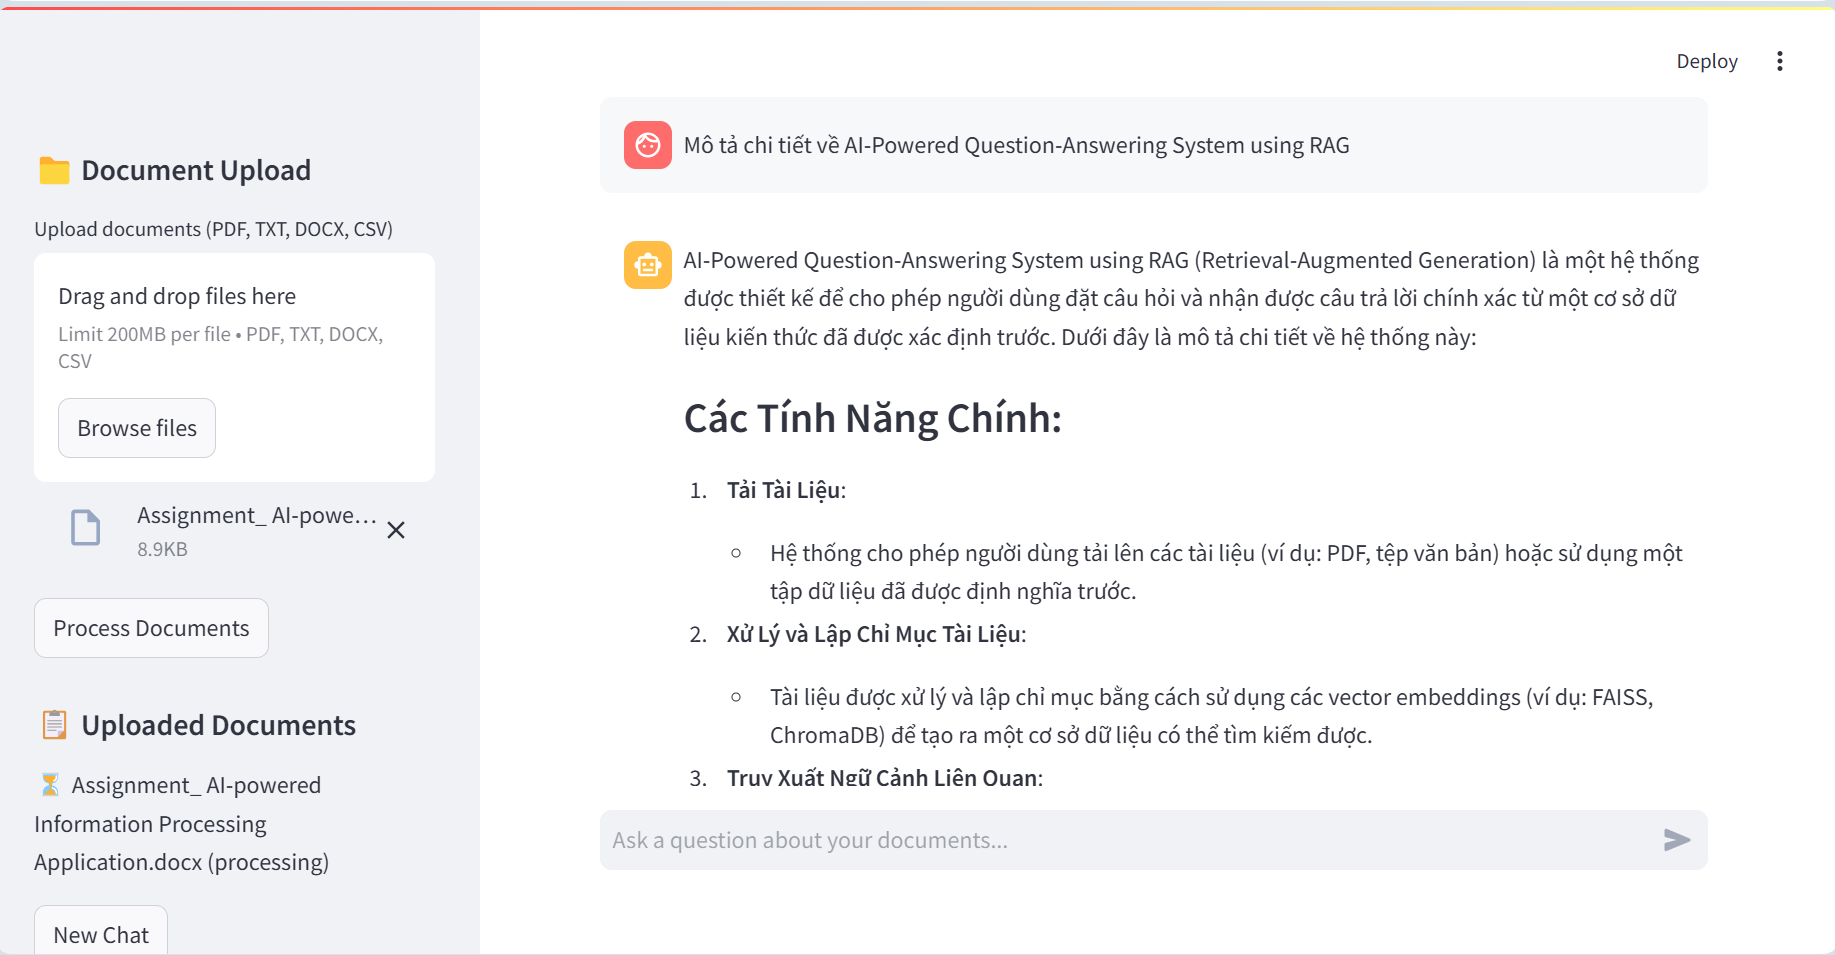 Deploy
Document Upload
Upload documents (PDF, TXT, DOCX, CSV)
Drag and drop files here
Limit 200MB per file • PDF, TXT, DOCX,
CSV
Browse files
Assignment_ AI-powe...
8.9KB
Process Documents
Uploaded Documents
Assignment_ AI-powered
Information Processing
Application.docx (processing)
New Chat
Mô tả chi tiết về AI-Powered Question-Answering System using RAG
AI-Powered Question-Answering System using RAG (Retrieval-Augmented Generation) là một hệ thống
được thiết kế để cho phép người dùng đặt câu hỏi và nhận được câu trả lời chính xác từ một cơ sở dữ
liệu kiến thức đã được xác định trước. Dưới đây là mô tả chi tiết về hệ thống này:
Các Tính Năng Chính:
1. Tải Tài Liệu:
○ Hệ thống cho phép người dùng tải lên các tài liệu (ví dụ: PDF, tệp văn bản) hoặc sử dụng một
tập dữ liệu đã được định nghĩa trước.
2. Xử Lý và Lập Chỉ Mục Tài Liệu:
○ Tài liệu được xử lý và lập chỉ mục bằng cách sử dụng các vector embeddings (ví dụ: FAISS,
ChromaDB) để tạo ra một cơ sở dữ liệu có thể tìm kiếm được.
3. Truy Xuất Ngữ Cảnh Liên Quan:
Ask a question about your documents...